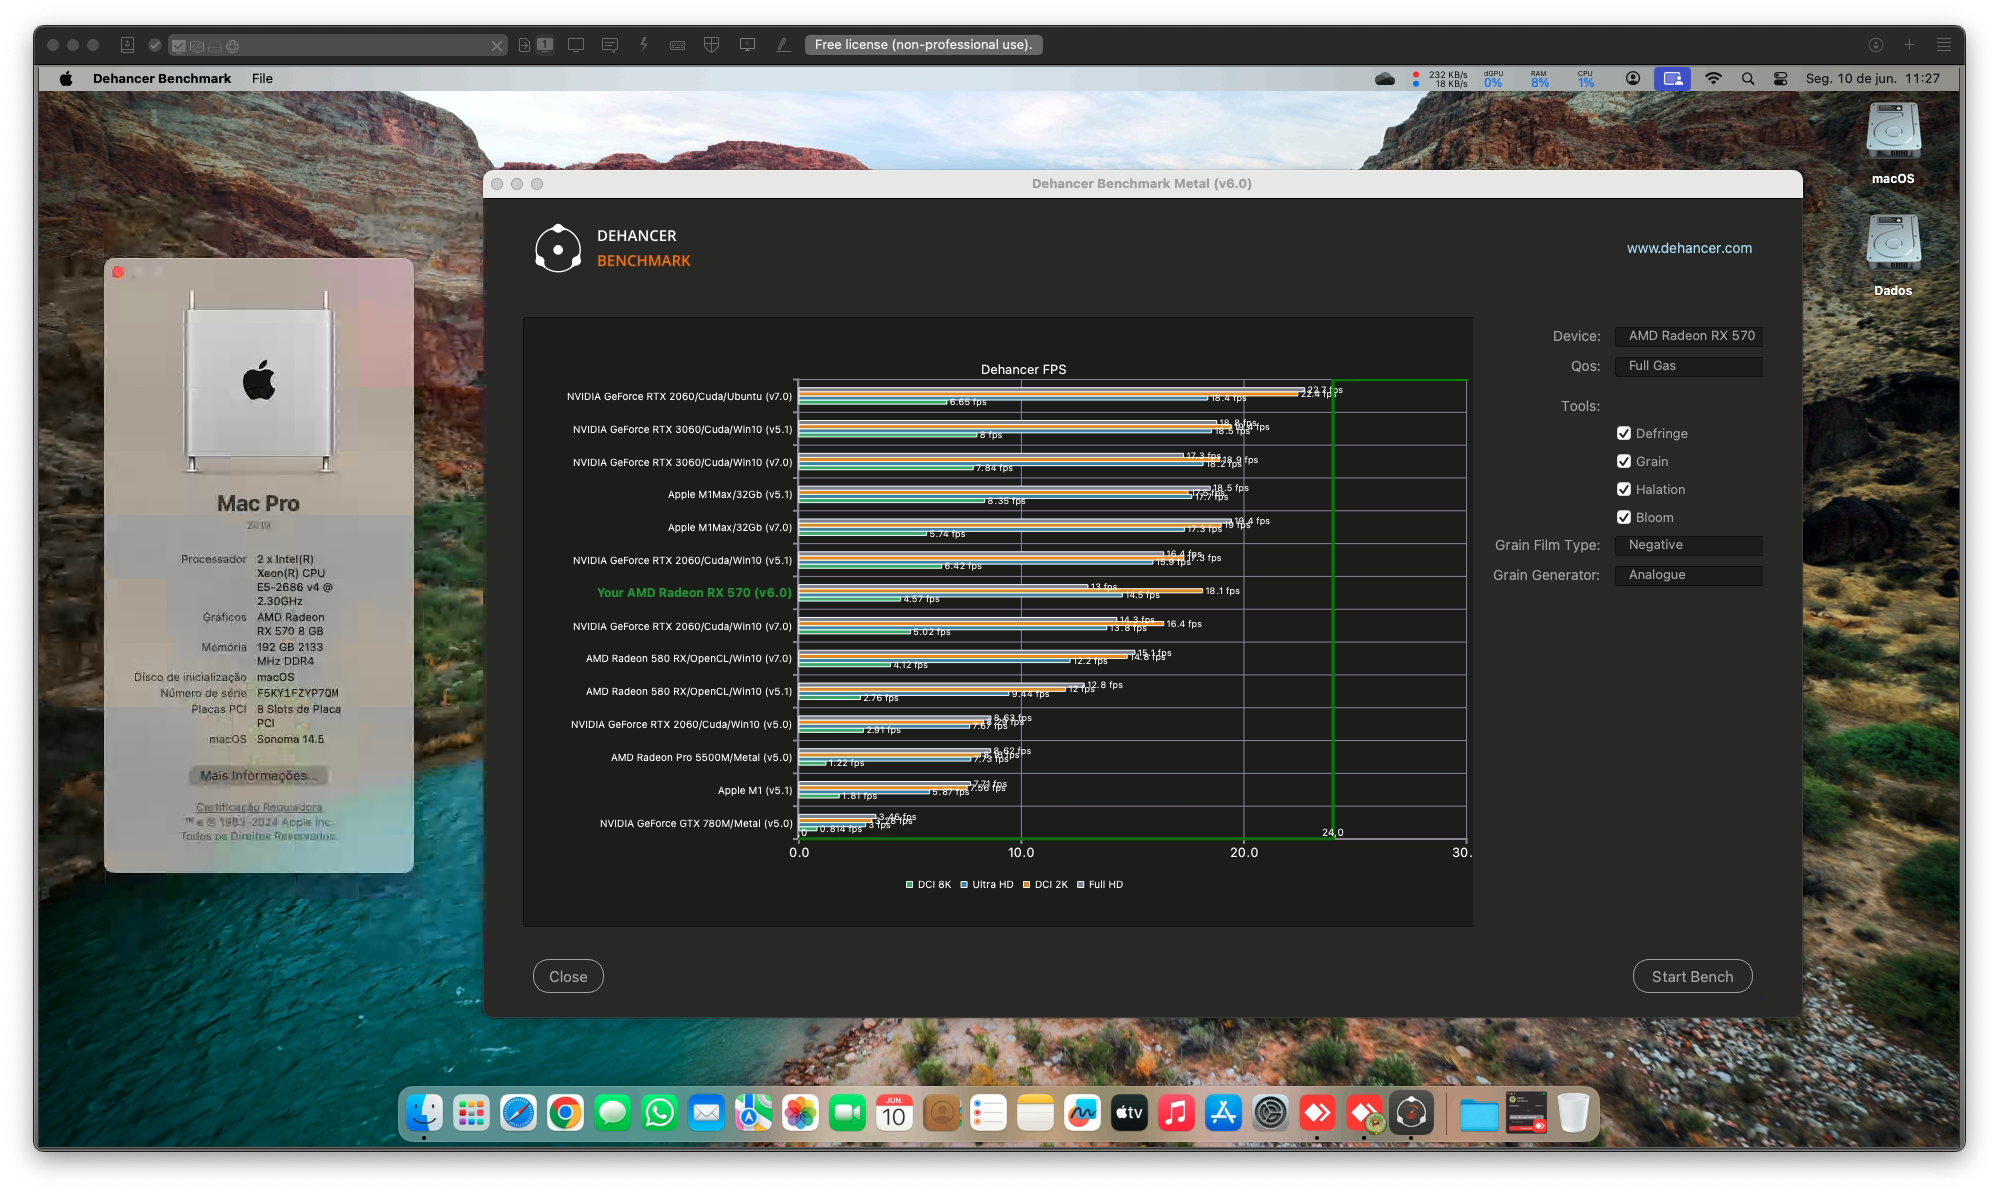 1
Free license (non-professional use).
Dehancer Benchmark File
232 KB/s
18 KB/s
dGPU
0%
RAM
8%
CPU
1%
Seg. 10 de jun. 11:27
macOS
Dados
Dehancer Benchmark Metal (v6.0)
DEHANCER
BENCHMARK
www.dehancer.com
Mac Pro
2019
Processador 2 x Intel(R)
Xeon(R) CPU
E5-2686 v4 @
2.30GHz
Gráficos AMD Radeon
RX 570 8 GB
Memória 192 GB 2133
MHz DDR4
Disco de inicialização macOS
Número de série F5KY1FZYP7QM
Placas PCI 8 Slots de Placa
PCI
macOS Sonoma 14.5
Mais Informações...
Certificação Reguladora
™ e © 1983-2024 Apple Inc.
Todos os Direitos Reservados.
Dehancer FPS
NVIDIA GeForce RTX 2060/Cuda/Ubuntu (v7.0) 22.7 fps 22.4 fps 18.4 fps 6.65 fps
NVIDIA GeForce RTX 3060/Cuda/Win10 (v5.1) 18.8 fps 18.5 fps 8 fps
NVIDIA GeForce RTX 3060/Cuda/Win10 (v7.0) 17.3 fps 18.9 fps 18.2 fps 7.84 fps
Apple M1Max/32Gb (v5.1) 18.5 fps 17.7 fps 8.35 fps
Apple M1Max/32Gb (v7.0) 19.4 fps 19 fps 17.3 fps 5.74 fps
NVIDIA GeForce RTX 2060/Cuda/Win10 (v5.1) 16.4 fps 17.3 fps 15.9 fps 6.42 fps
Your AMD Radeon RX 570 (v6.0) 13 fps 18.1 fps 14.5 fps 4.57 fps
NVIDIA GeForce RTX 2060/Cuda/Win10 (v7.0) 14.3 fps 16.4 fps 13.8 fps 5.02 fps
AMD Radeon 580 RX/OpenCL/Win10 (v7.0) 15.1 fps 14.8 fps 12.2 fps 4.12 fps
AMD Radeon 580 RX/OpenCL/Win10 (v5.1) 12.8 fps 12 fps 9.44 fps 2.76 fps
NVIDIA GeForce RTX 2060/Cuda/Win10 (v5.0) 8.63 fps 7.67 fps 2.91 fps
AMD Radeon Pro 5500M/Metal (v5.0) 8.62 fps 7.73 fps 1.22 fps
Apple M1 (v5.1) 7.71 fps 7.56 fps 5.87 fps 1.81 fps
NVIDIA GeForce GTX 780M/Metal (v5.0) 3.46 fps 3.28 fps 3 fps 0.814 fps
0 24,0
0.0 10.0 20.0 30.
DCI 8K Ultra HD DCI 2K Full HD
Device: AMD Radeon RX 570
Qos: Full Gas
Tools:
Defringe
Grain
Halation
Bloom
Grain Film Type: Negative
Grain Generator: Analogue
Close
Start Bench
JUN.
10
tv